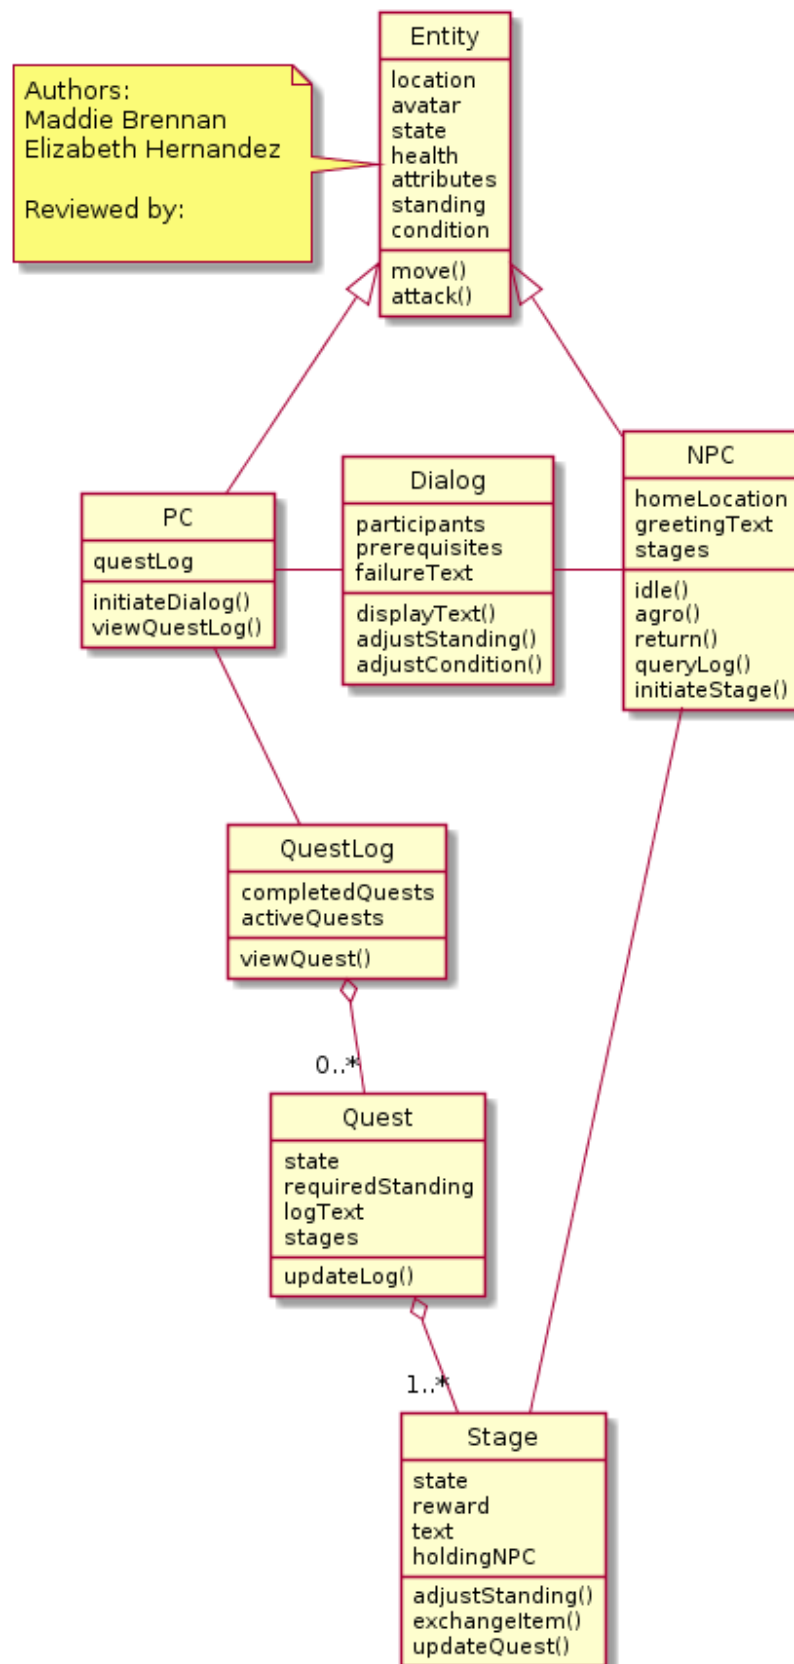 Entity
location
avatar
state
health
attributes
standing
condition
move()
attack()
Authors:
Maddie Brennan
Elizabeth Hernandez
Reviewed by:
PC
questLog
initiateDialog()
viewQuestLog()
Dialog
participants
prerequisites
failureText
displayText()
adjustStanding()
adjustCondition()
NPC
homeLocation
greetingText
stages
idle()
agro()
return()
queryLog()
initiateStage()
QuestLog
completedQuests
activeQuests
viewQuest()
0..*
Quest
state
requiredStanding
logText
stages
updateLog()
1..*
Stage
state
reward
text
holdingNPC
adjustStanding()
exchangeItem()
updateQuest()